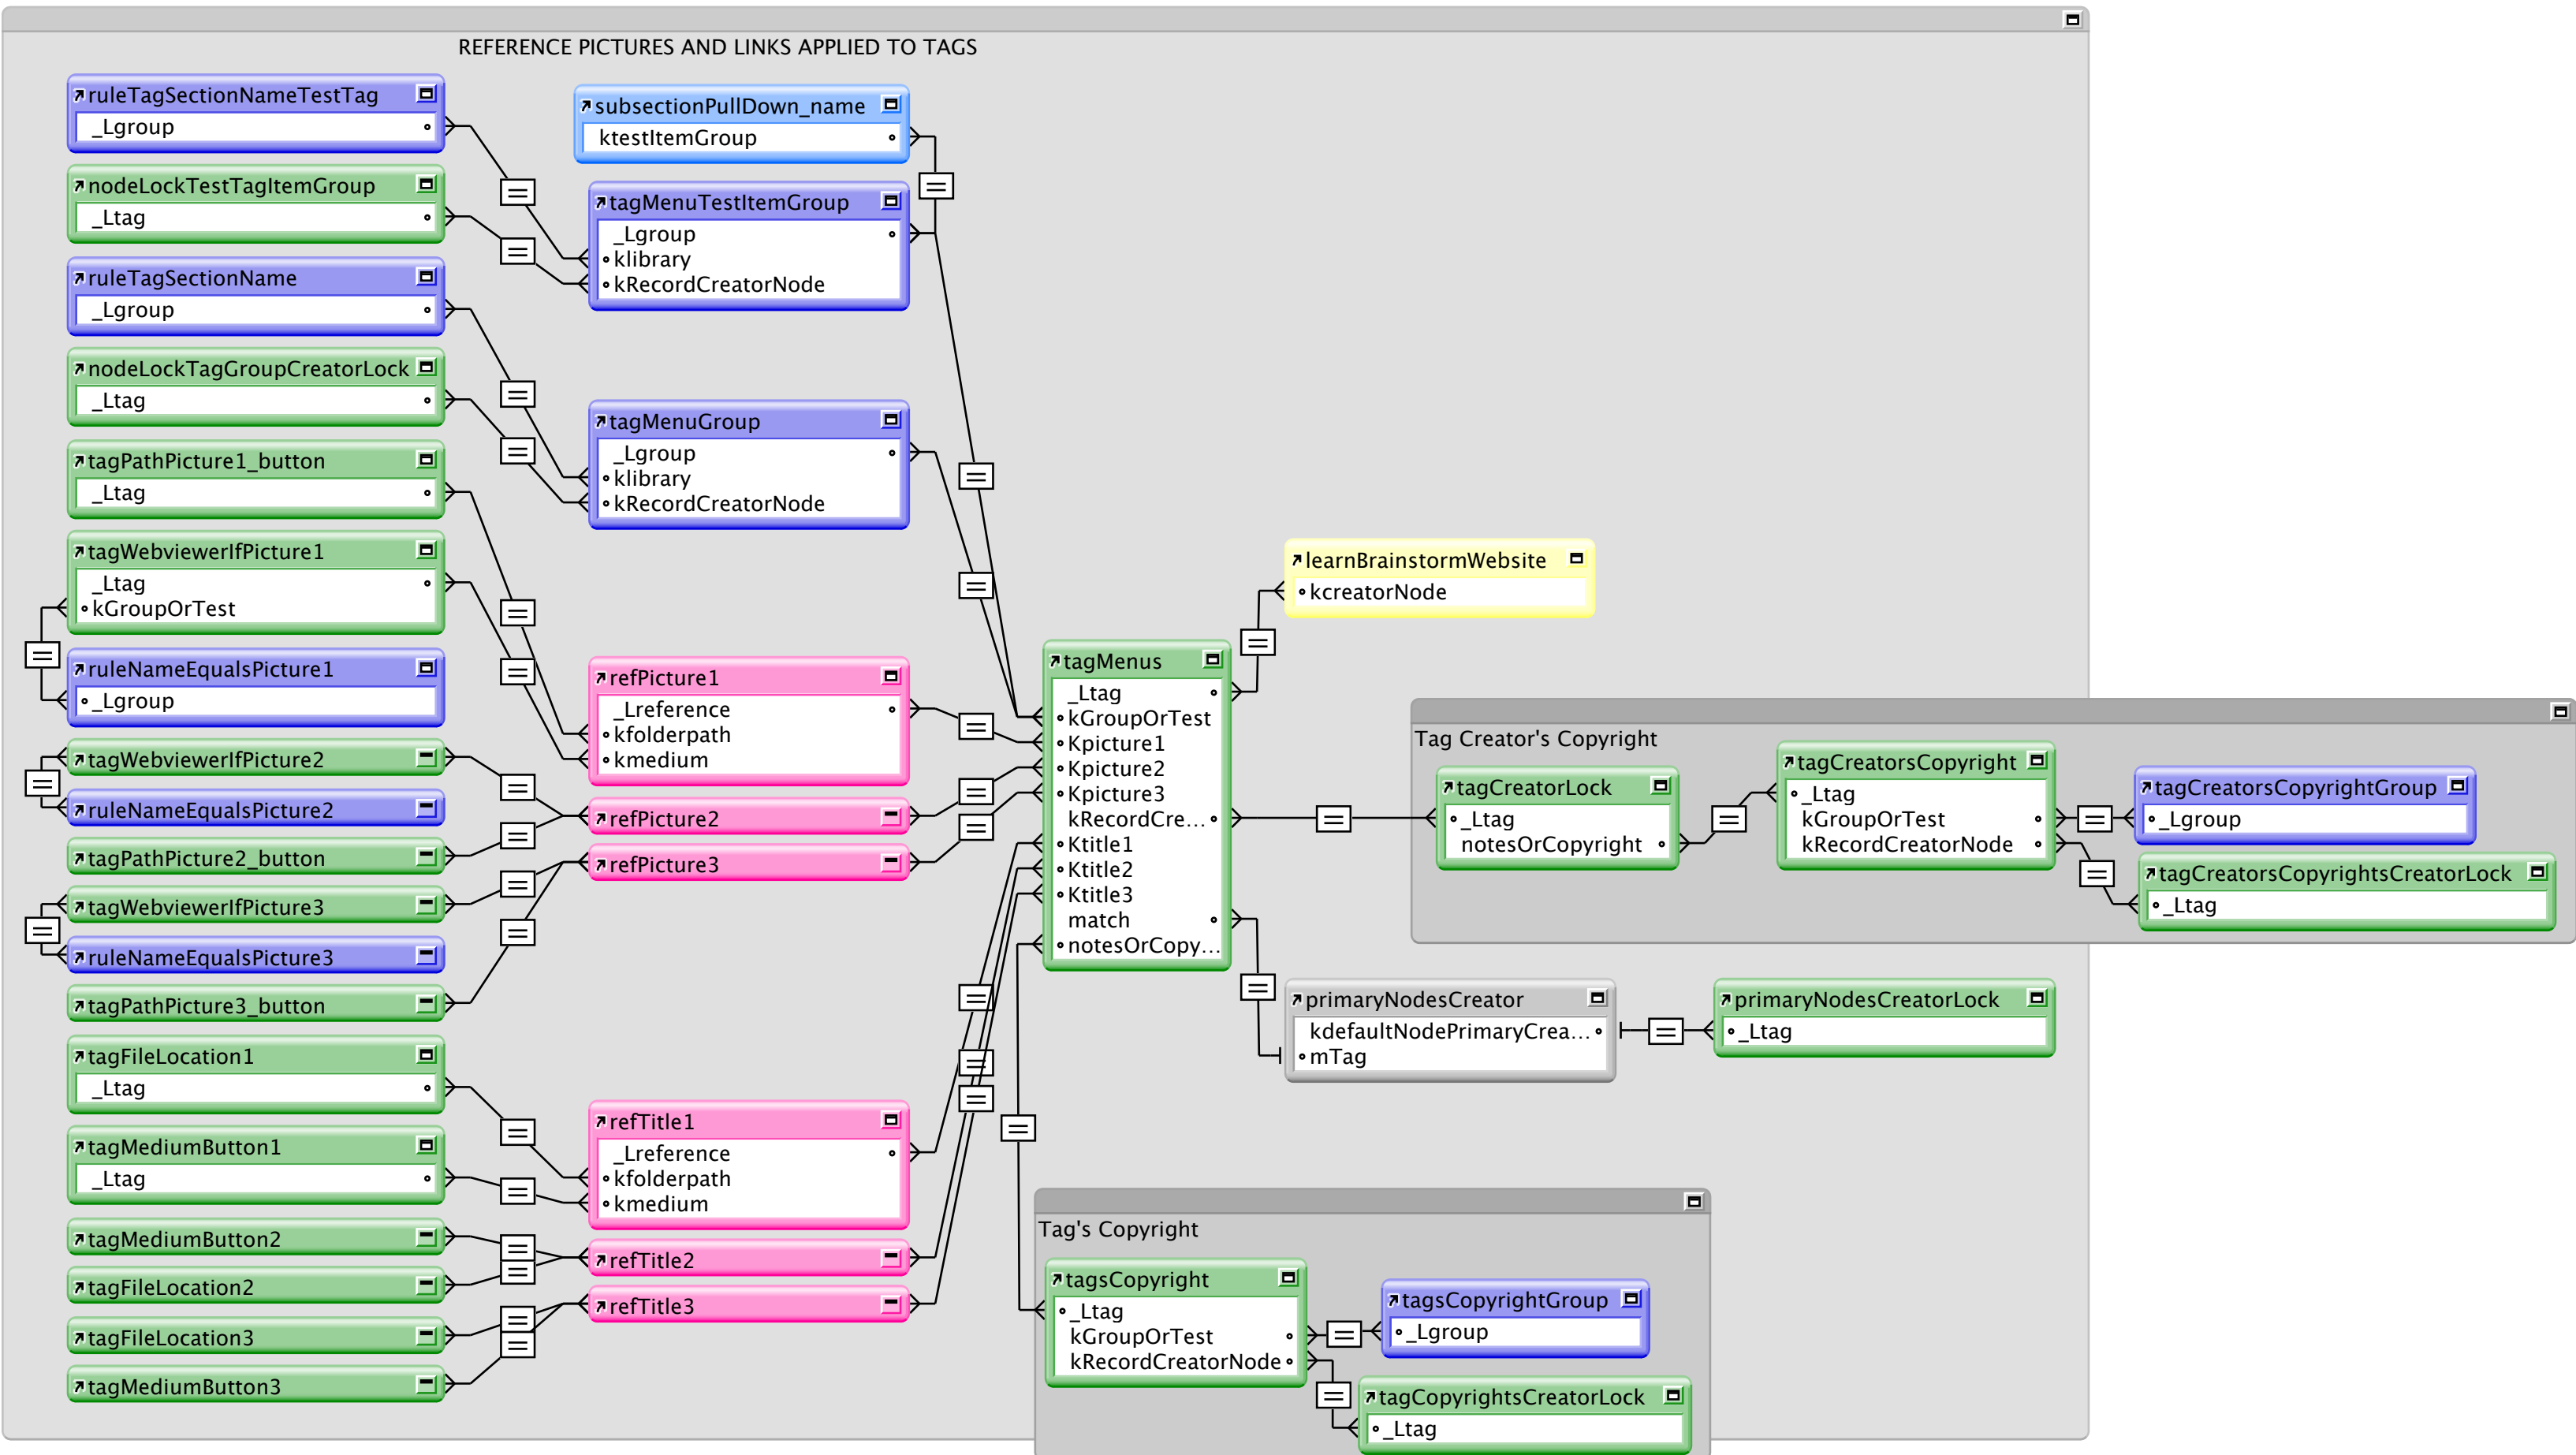 REFERENCE PICTURES AND LINKS APPLIED TO TAGS
ruleTagSectionNameTestTag
_Lgroup
nodeLockTestTagItemGroup
_Ltag
ruleTagSectionName
_Lgroup
nodeLockTagGroupCreatorLock
_Ltag
tagPathPicture1_button
_Ltag
tagWebviewerIfPicture1
_Ltag
kGroupOrTest
ruleNameEqualsPicture1
_Lgroup
tagWebviewerIfPicture2
ruleNameEqualsPicture2
tagPathPicture2_button
tagWebviewerIfPicture3
ruleNameEqualsPicture3
tagPathPicture3_button
tagFileLocation1
_Ltag
tagMediumButton1
_Ltag
tagMediumButton2
tagFileLocation2
tagFileLocation3
tagMediumButton3
subsectionPullDown_name
ktestItemGroup
tagMenuTestItemGroup
_Lgroup
klibrary
kRecordCreatorNode
tagMenuGroup
_Lgroup
klibrary
kRecordCreatorNode
refPicture1
_Lreference
kfolderpath
kmedium
refPicture2
refPicture3
refTitle1
_Lreference
kfolderpath
kmedium
refTitle2
refTitle3
tagMenus
_Ltag
kGroupOrTest
Kpicture1
Kpicture2
Kpicture3
kRecordCre...
Ktitle1
Ktitle2
Ktitle3
match
notesOrCopy...
learnBrainstormWebsite
kcreatorNode
Tag Creator's Copyright
tagCreatorLock
_Ltag
notesOrCopyright
tagCreatorsCopyright
_Ltag
kGroupOrTest
kRecordCreatorNode
tagCreatorsCopyrightGroup
_Lgroup
tagCreatorsCopyrightsCreatorLock
_Ltag
primaryNodesCreator
kdefaultNodePrimaryCrea...
mTag
primaryNodesCreatorLock
_Ltag
Tag's Copyright
tagsCopyright
_Ltag
kGroupOrTest
kRecordCreatorNode
tagsCopyrightGroup
_Lgroup
tagCopyrightsCreatorLock
_Ltag